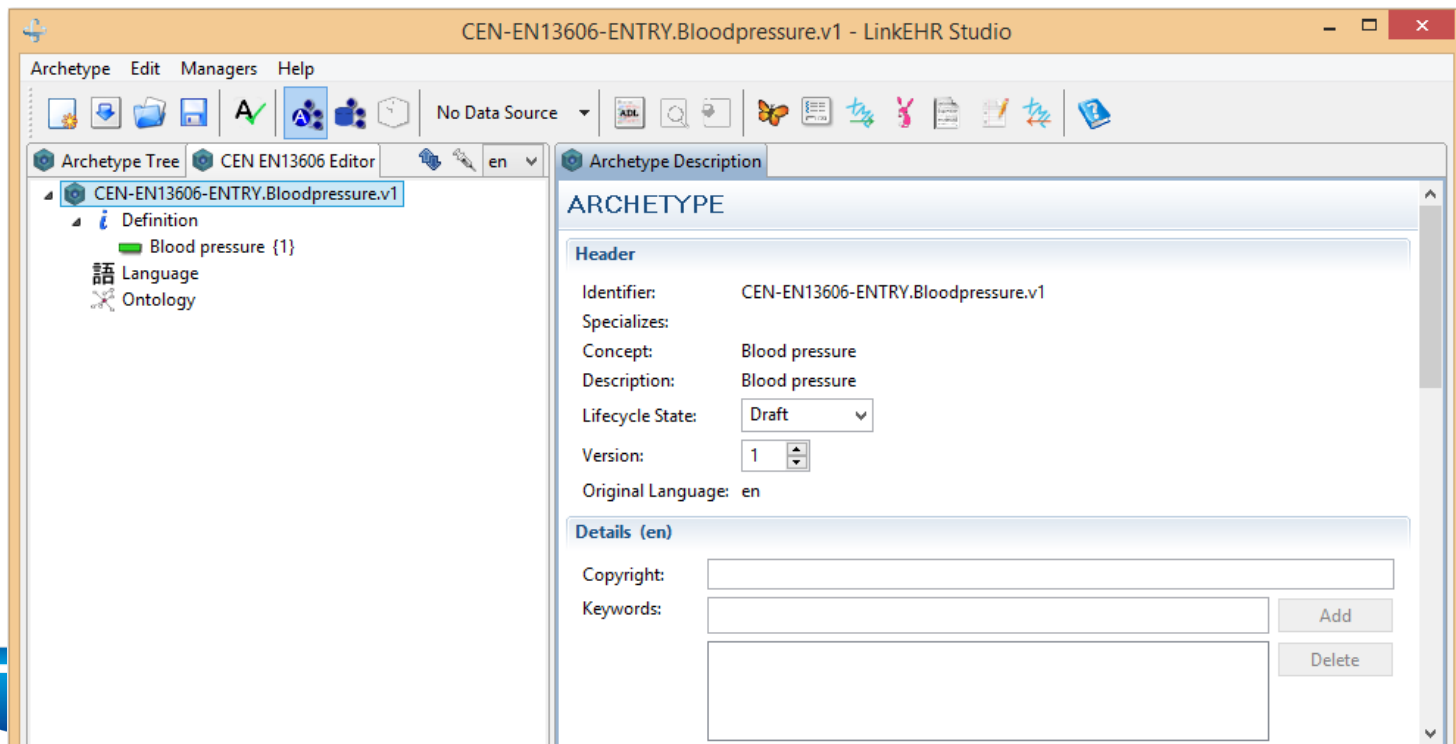 CEN-EN13606-ENTRY.Bloodpressure.v1 - LinkEHR Studio
Archetype Edit Managers Help
A No Data Source ADL
Archetype Tree CEN EN13606 Editor en
CEN-EN13606-ENTRY.Bloodpressure.v1
Definition
Blood pressure {1}
語 Language
Ontology
Archetype Description
ARCHETYPE
Header
Identifier: CEN-EN13606-ENTRY.Bloodpressure.v1
Specializes:
Concept: Blood pressure
Description: Blood pressure
Lifecycle State: Draft
Version: 1
Original Language: en
Details (en)
Copyright:
Keywords: Add
Delete